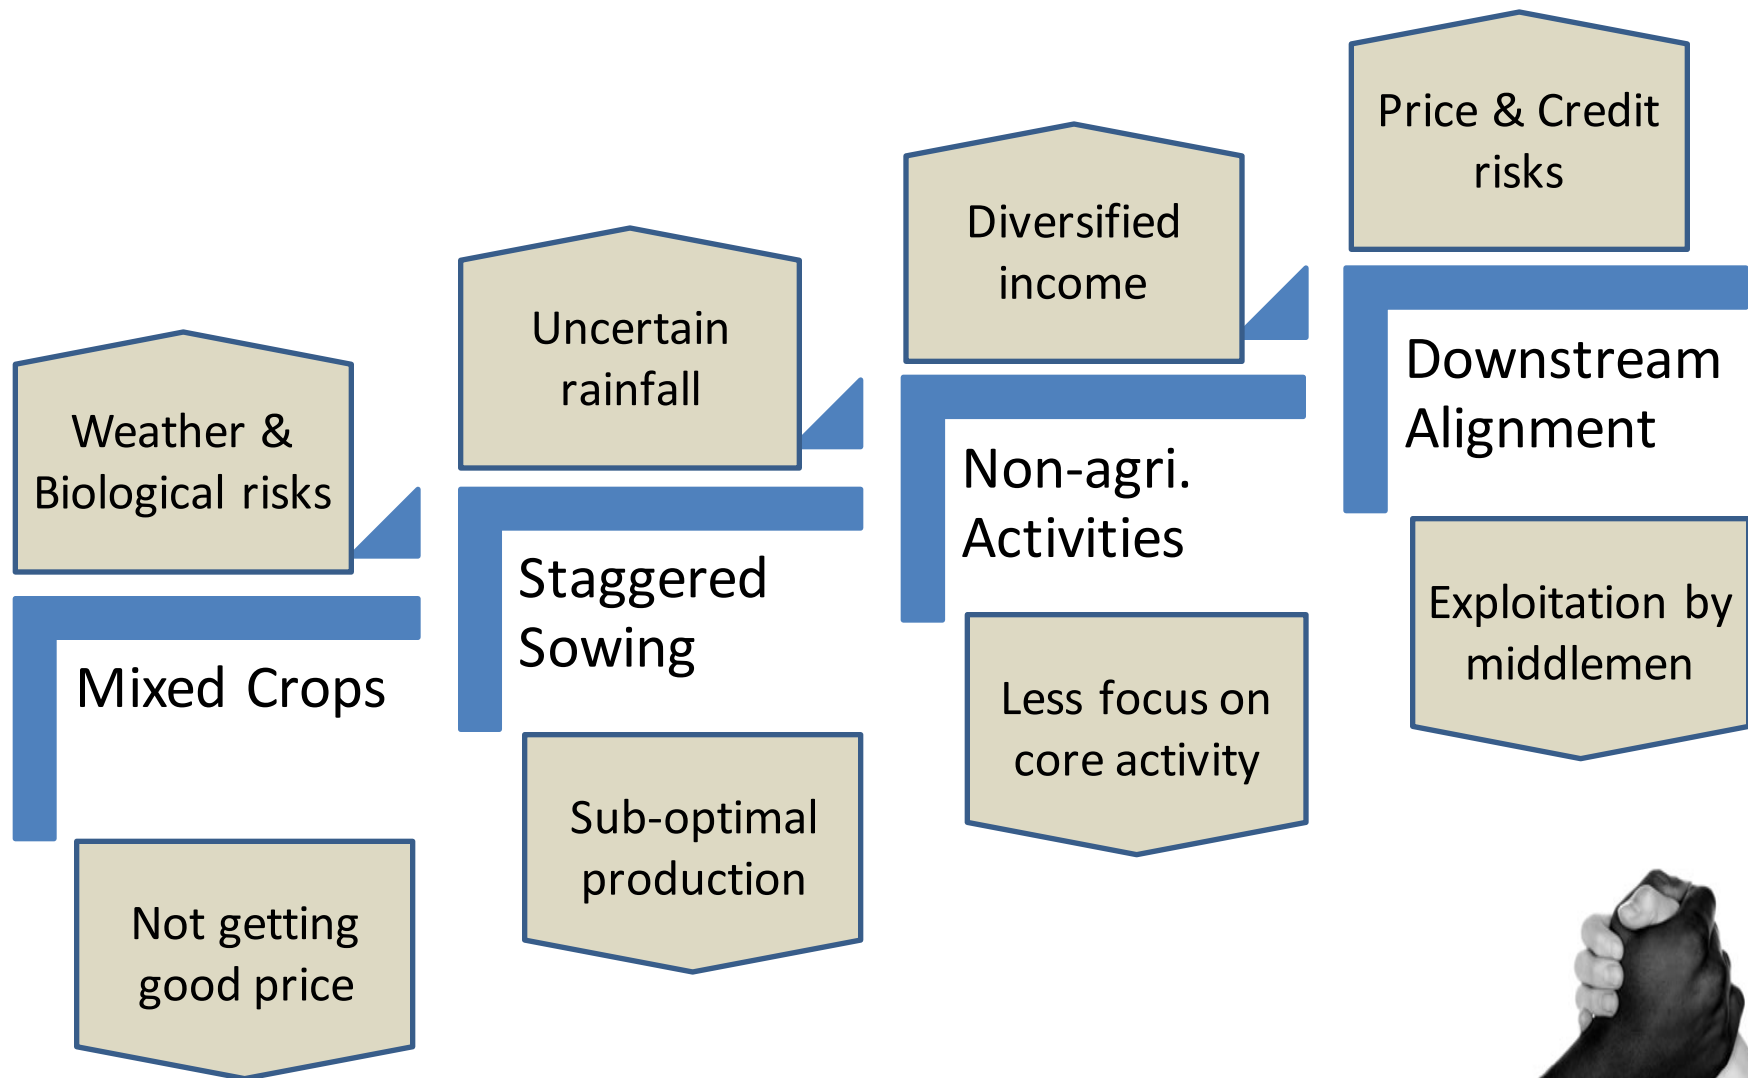 Weather &
Biological risks
Mixed Crops
Not getting
good price
Uncertain
rainfall
Staggered
Sowing
Sub-optimal
production
Diversified
income
Non-agri.
Activities
Less focus on
core activity
Price & Credit
risks
Downstream
Alignment
Exploitation by
middlemen